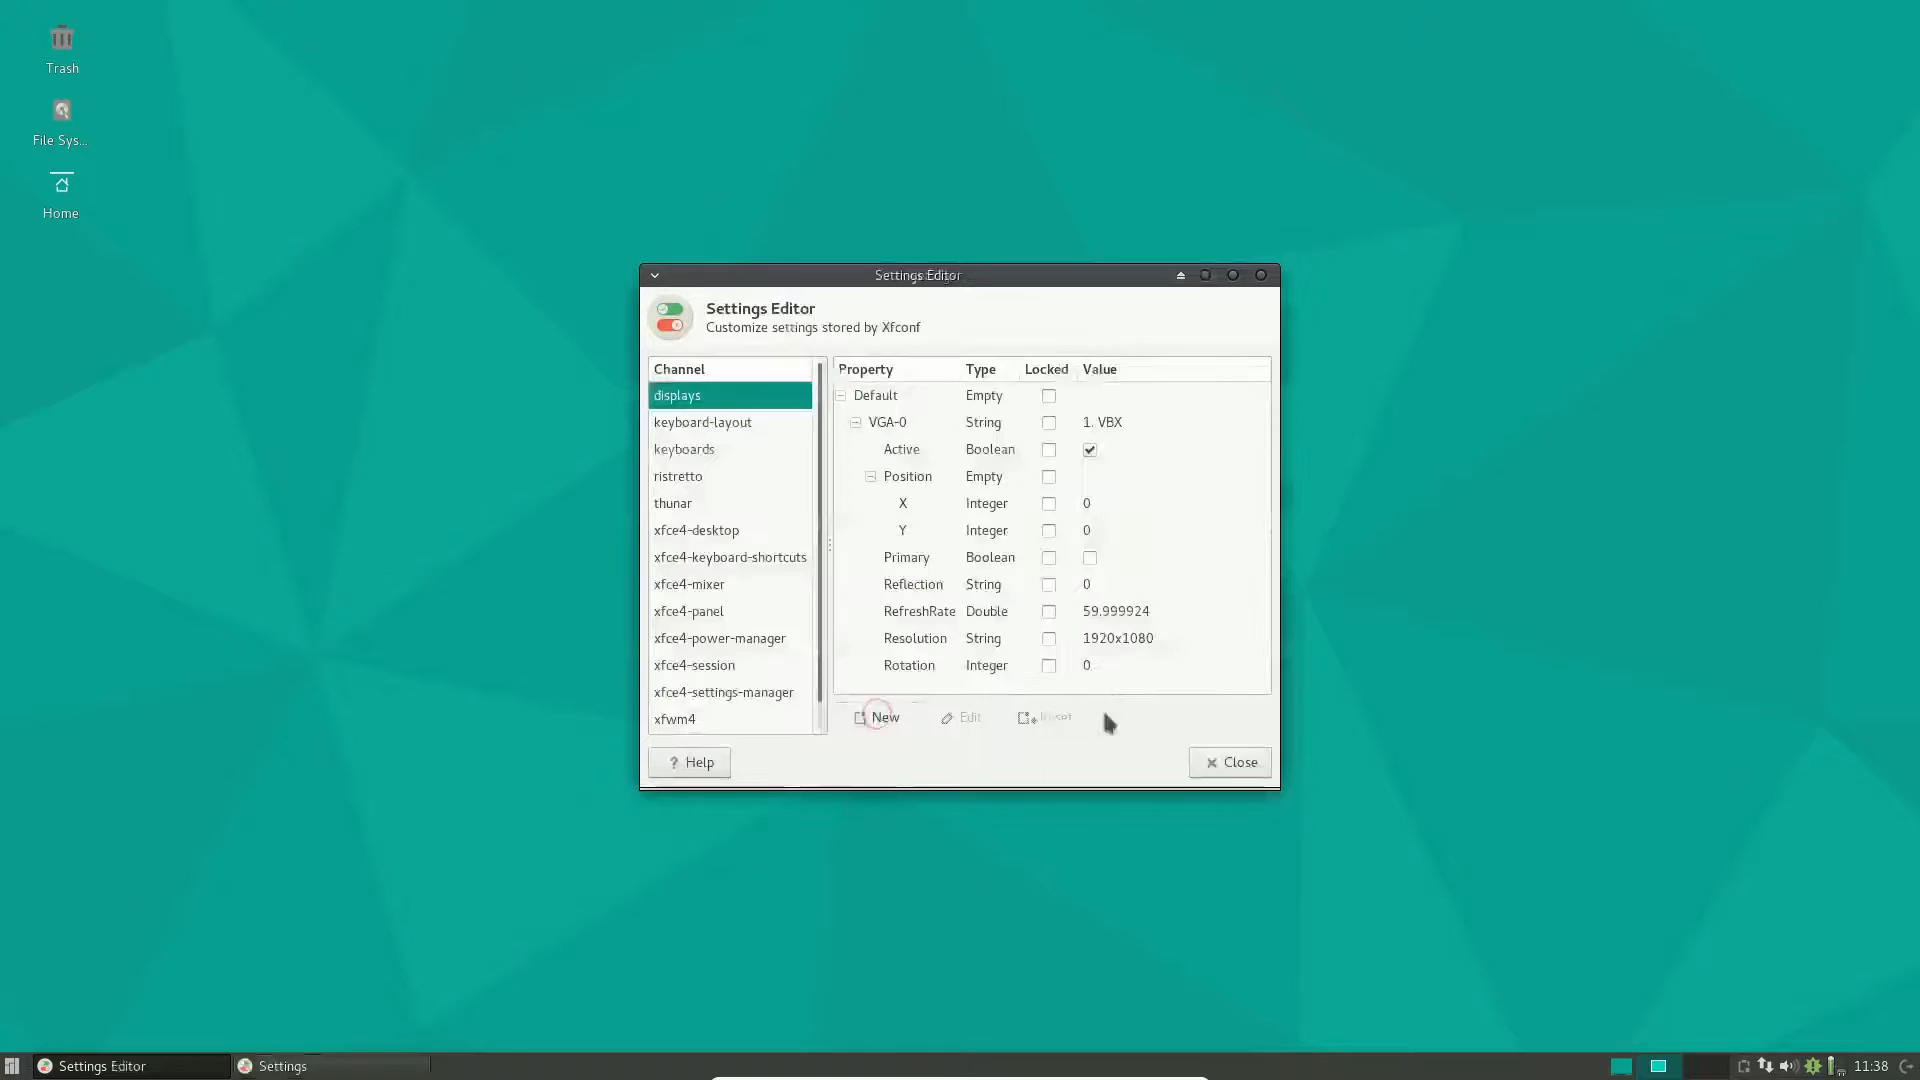 Trash
File Sys...
Home
Settings Editor
Settings Editor
Customize settings stored by Xfconf
Channel
displays
keyboard-layout
keyboards
ristretto
thunar
xfce4-desktop
xfce4-keyboard-shortcuts
xfce4-mixer
xfce4-panel
xfce4-power-manager
xfce4-session
xfce4-settings-manager
xfwm4
Property Type Locked Value
Default Empty
VGA-0 String 1. VBX
Active Boolean
Position Empty
X Integer 0
Y Integer 0
Primary Boolean
Reflection String 0
RefreshRate Double 59.999924
Resolution String 1920x1080
Rotation Integer 0
New Edit Reset
? Help
Close
Settings Editor
Settings
11:38